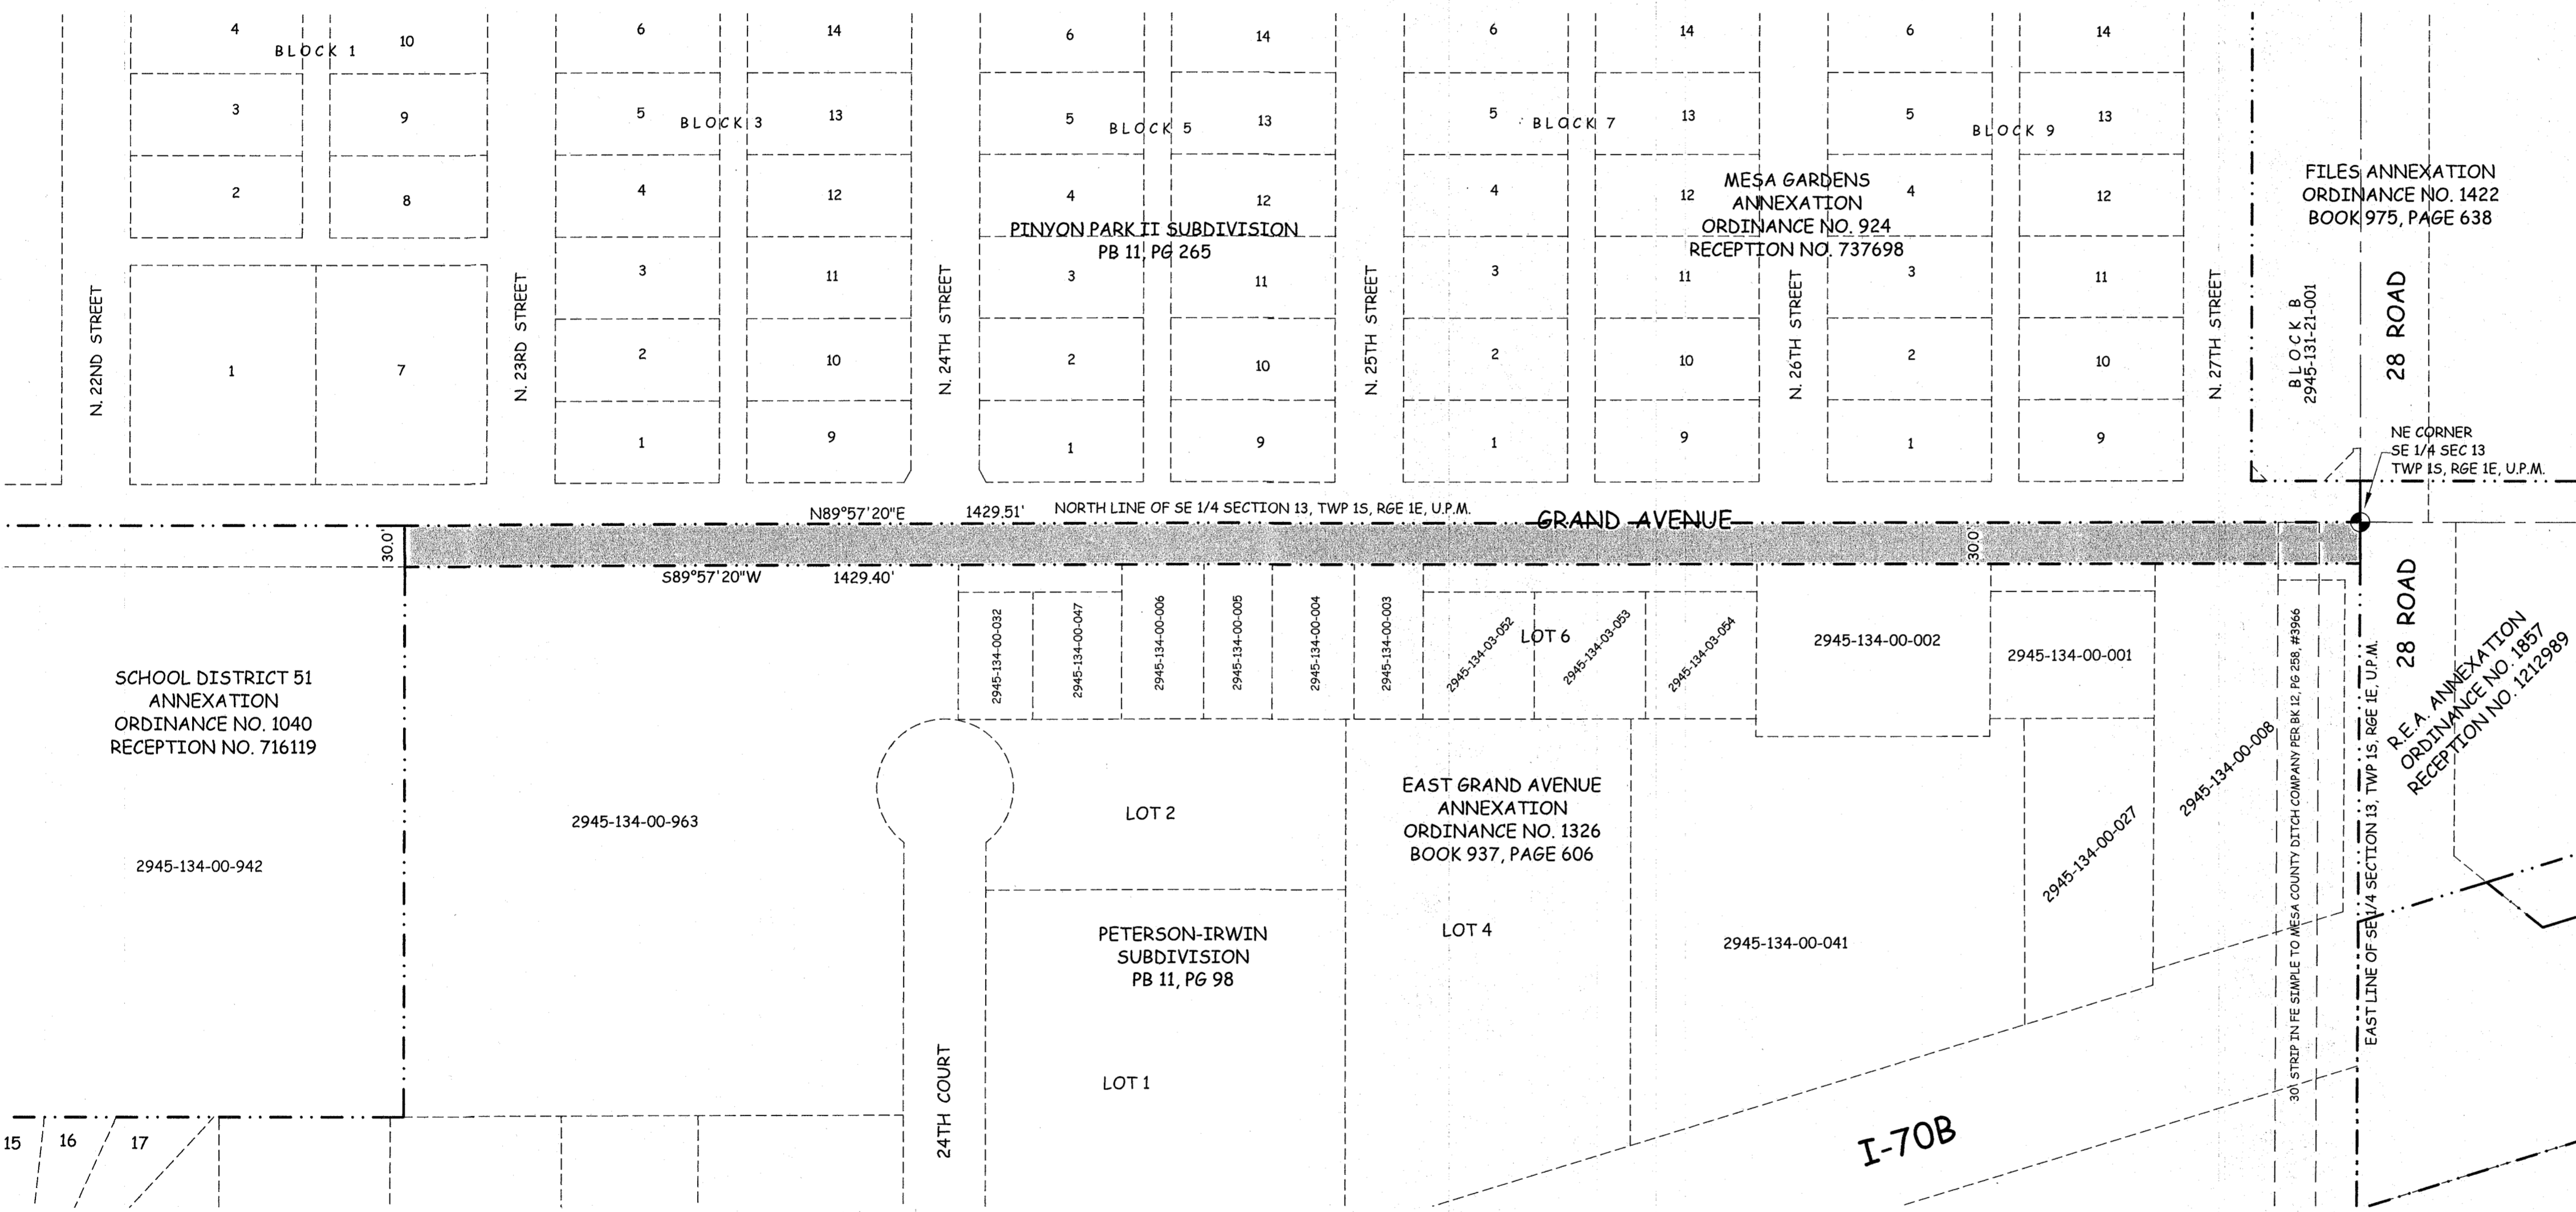 4
10
BLOCK 1
3
9
2
8
1
7
N. 22ND STREET
N. 23RD STREET
6
14
5
13
BLOCK 3
4
12
3
11
2
10
1
9
N. 24TH STREET
6
14
5
13
BLOCK 5
4
12
PINYON PARK II SUBDIVISION
PB 11, PG 265
3
11
2
10
1
9
N. 25TH STREET
6
14
5
13
BLOCK 7
4
12
3
11
2
10
1
9
MESA GARDENS
ANNEXATION
ORDINANCE NO. 924
RECEPTION NO. 737698
N. 26TH STREET
6
14
5
13
BLOCK 9
4
12
3
11
2
10
1
9
N. 27TH STREET
FILES ANNEXATION
ORDINANCE NO. 1422
BOOK 975, PAGE 638
BLOCK B
2945-131-21-001
28 ROAD
NE CORNER
SE 1/4 SEC 13
TWP 1S, RGE 1E, U.P.M.
N89°57'20"E 1429.51' NORTH LINE OF SE 1/4 SECTION 13, TWP 1S, RGE 1E, U.P.M.
GRAND AVENUE
30.0'
30.0'
S89°57'20"W 1429.40'
SCHOOL DISTRICT 51
ANNEXATION
ORDINANCE NO. 1040
RECEPTION NO. 716119
2945-134-00-942
2945-134-00-963
2945-134-00-032
2945-134-00-047
2945-134-00-006
2945-134-00-005
2945-134-00-004
2945-134-00-003
2945-134-03-052
LOT 6
2945-134-03-053
2945-134-03-054
2945-134-00-002
2945-134-00-001
2945-134-00-008
2945-134-00-027
2945-134-00-041
LOT 2
EAST GRAND AVENUE
ANNEXATION
ORDINANCE NO. 1326
BOOK 937, PAGE 606
LOT 4
PETERSON-IRWIN
SUBDIVISION
PB 11, PG 98
LOT 1
24TH COURT
30' STRIP IN FE SIMPLE TO MESA COUNTY DITCH COMPANY PER BK 12, PG 258, #3966
EAST LINE OF SE 1/4 SECTION 13, TWP 1S, RGE 1E, U.P.M.
28 ROAD
R.E.A. ANNEXATION
ORDINANCE NO. 1857
RECEPTION NO. 1212989
I-70B
15
16
17